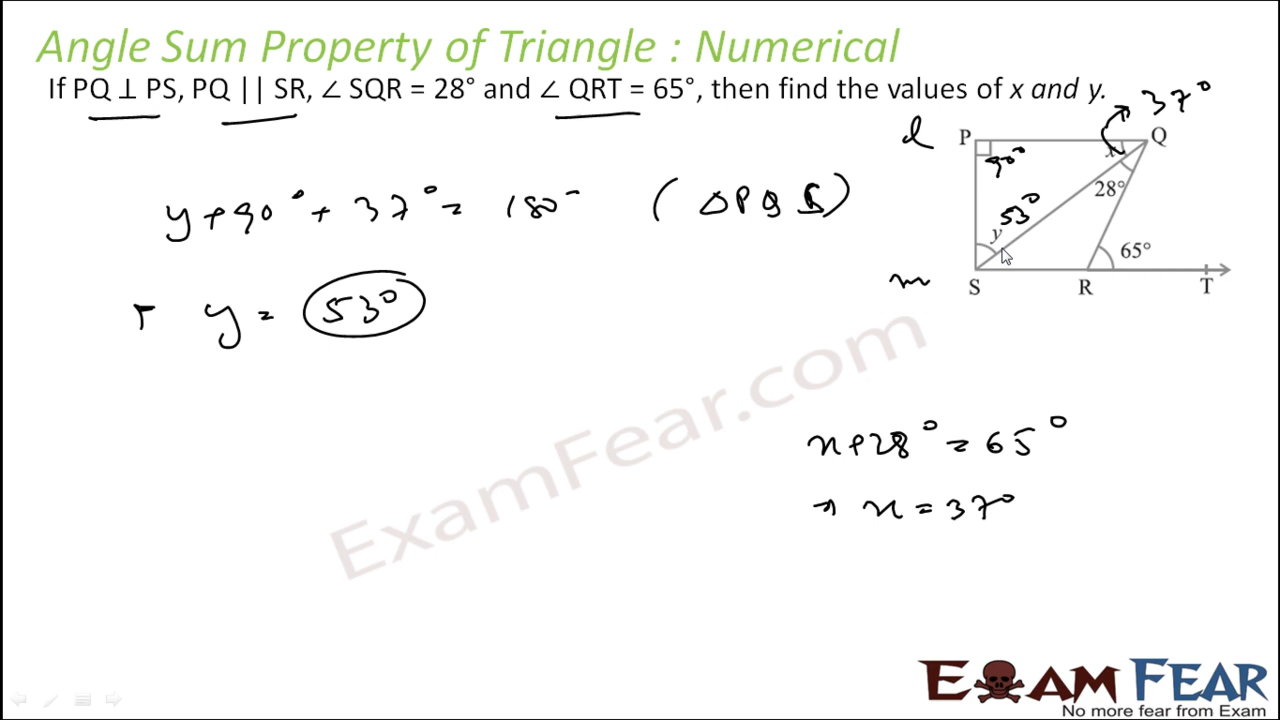 Angle Sum Property of Triangle : Numerical
If PQ ⊥ PS, PQ || SR, ∠ SQR = 28° and ∠ QRT = 65°, then find the values of x and y.
37°
l P Q
90° x
28°
53°
y
65°
m S R T
y+90°+37°= 180° (△PQS)
y = 53°
x+28° = 65°
→ x = 37°
ExamFear.com
EXAM FEAR
No more fear from Exam